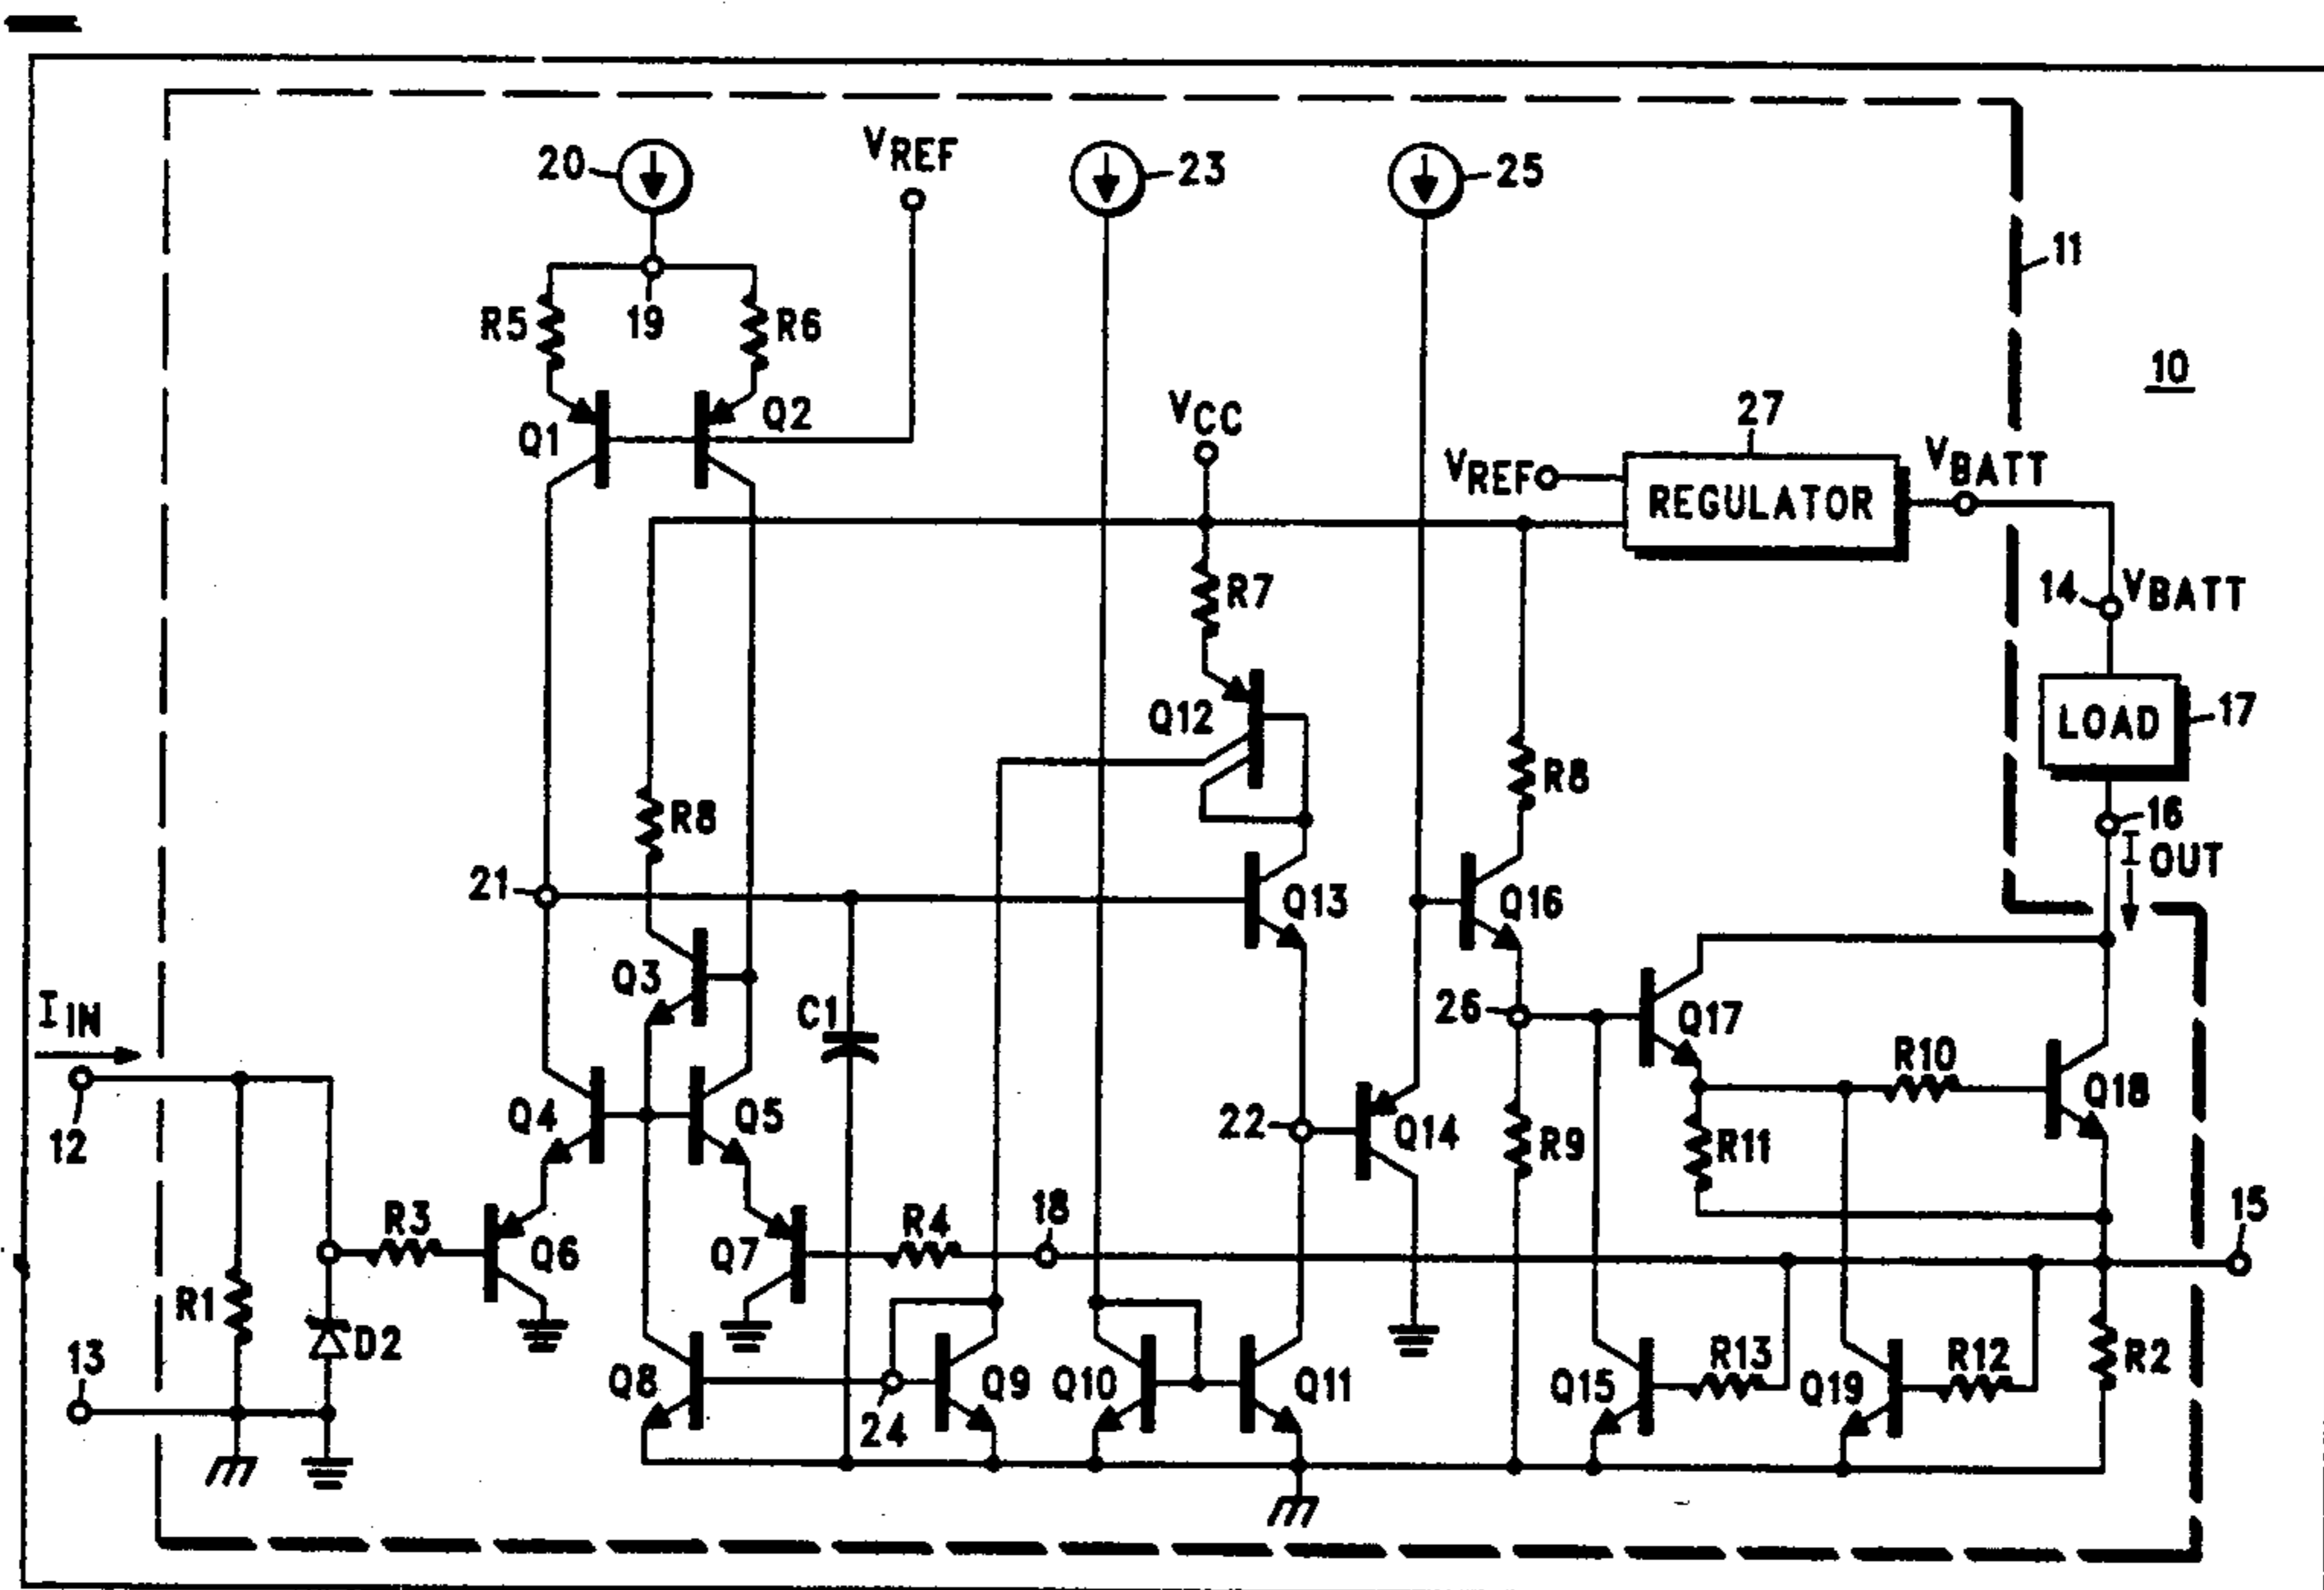 20
VREF
23
25
11
R5
19
R6
10
Q1
Q2
VCC
27
VREF
REGULATOR
VBATT
R7
14
VBATT
Q12
LOAD
17
R8
R8
16
IOUT
21
Q13
Q16
Q3
C1
26
Q17
IIN
R10
12
Q4
Q5
22
Q14
R9
R11
Q18
R3
Q6
Q7
R4
18
15
R1
D2
13
Q8
24
Q9
Q10
Q11
Q15
R13
Q19
R12
R2